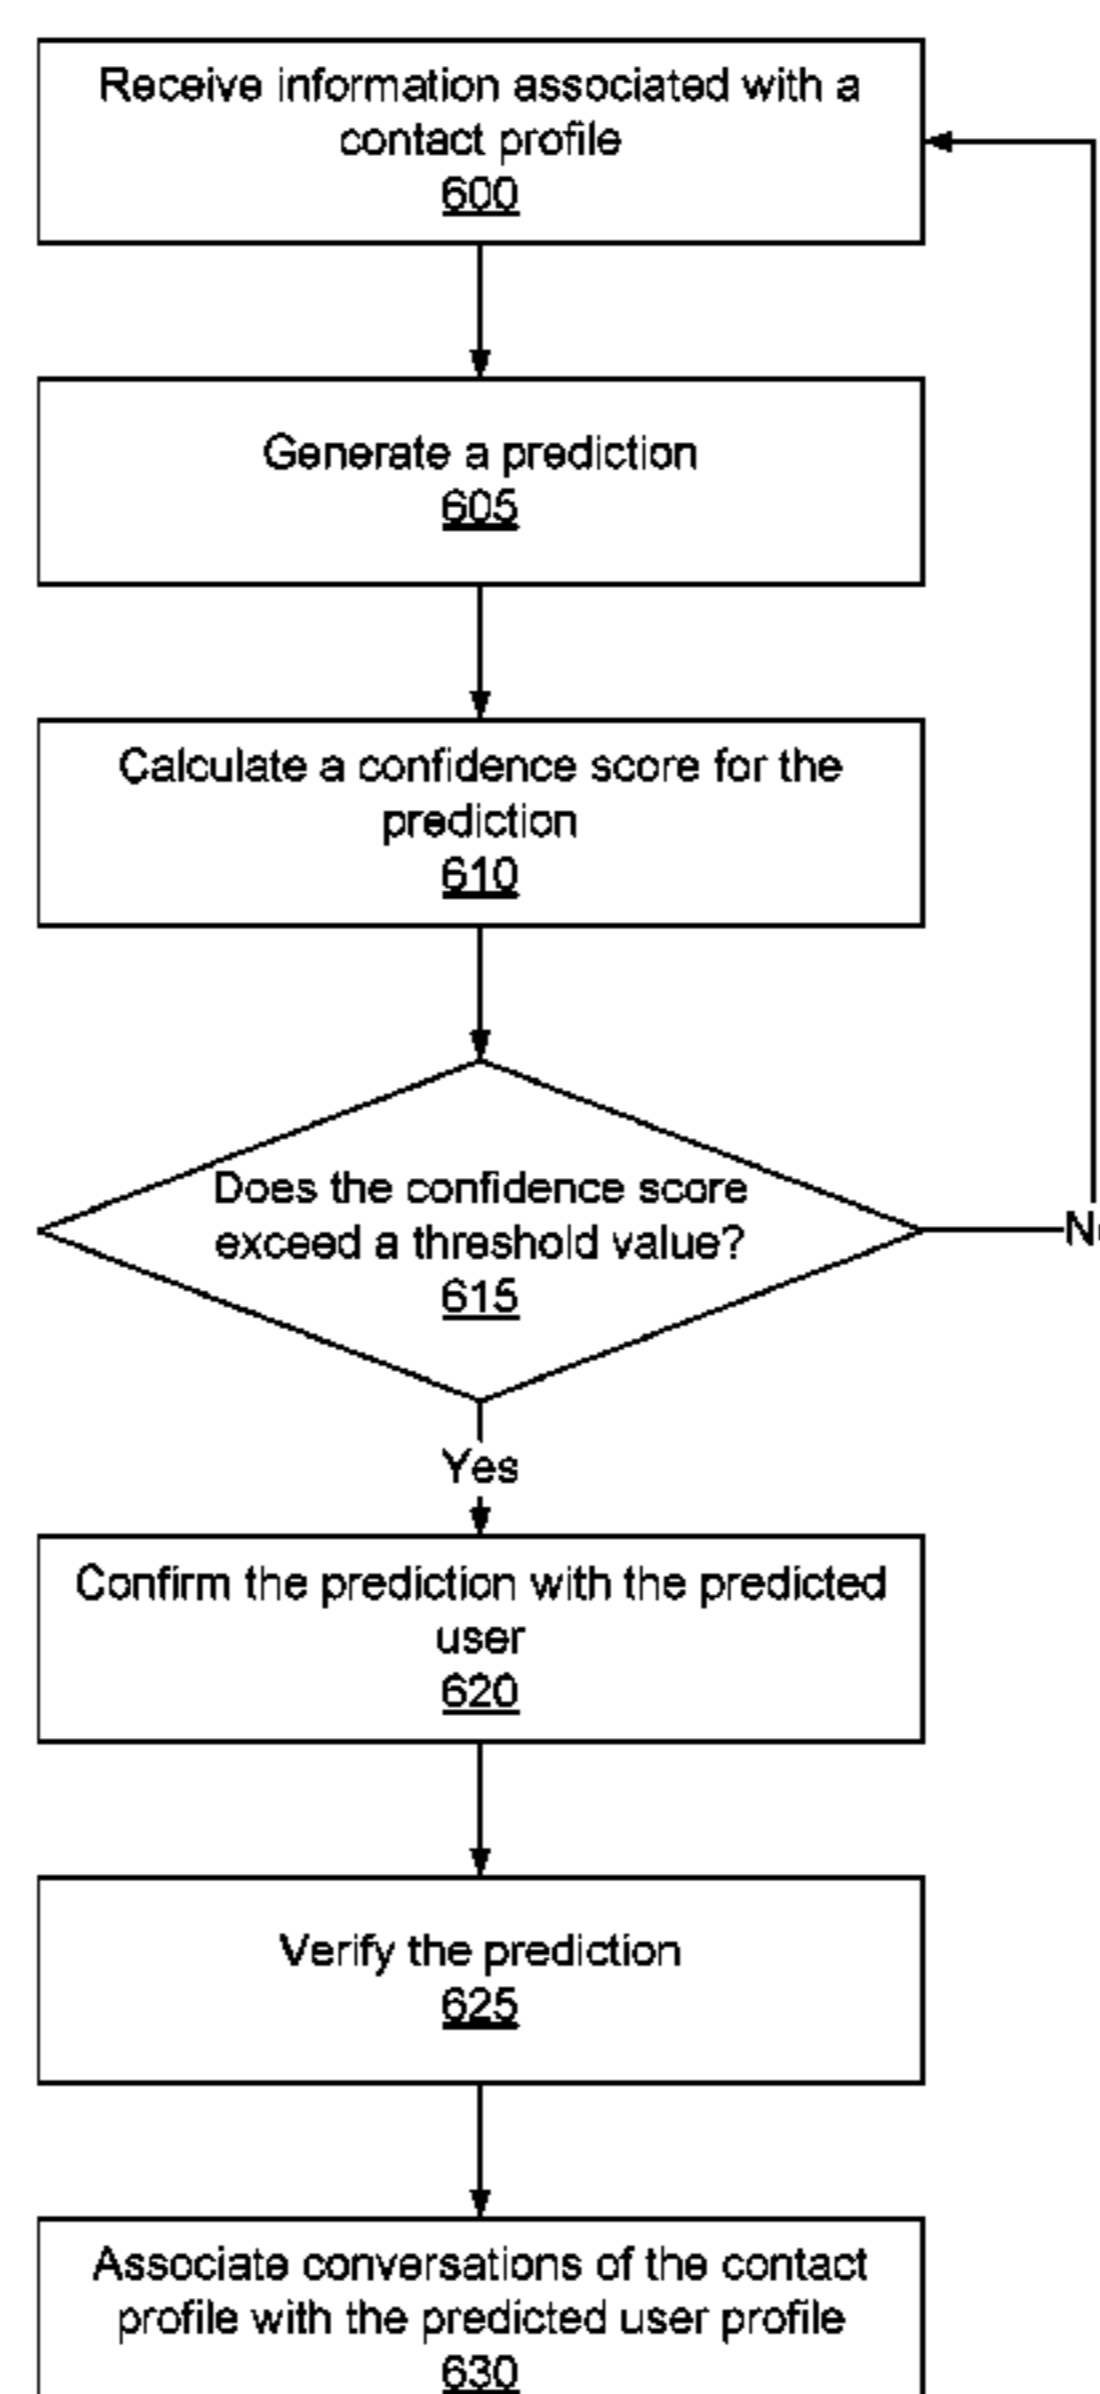 Receive information associated with a
contact profile
600
Generate a prediction
605
Calculate a confidence score for the
prediction
610
Does the confidence score
exceed a threshold value?
615
Yes
Confirm the prediction with the predicted
user
620
Verify the prediction
625
Associate conversations of the contact
profile with the predicted user profile
630